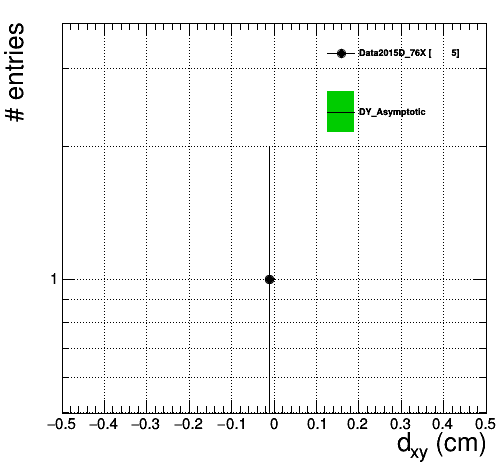 # entries
Data2015D_76X [ 5]
DY_Asymptotic
1
−0.5 −0.4 −0.3 −0.2 −0.1 0 0.1 0.2 0.3 0.4 0.5
dxy (cm)